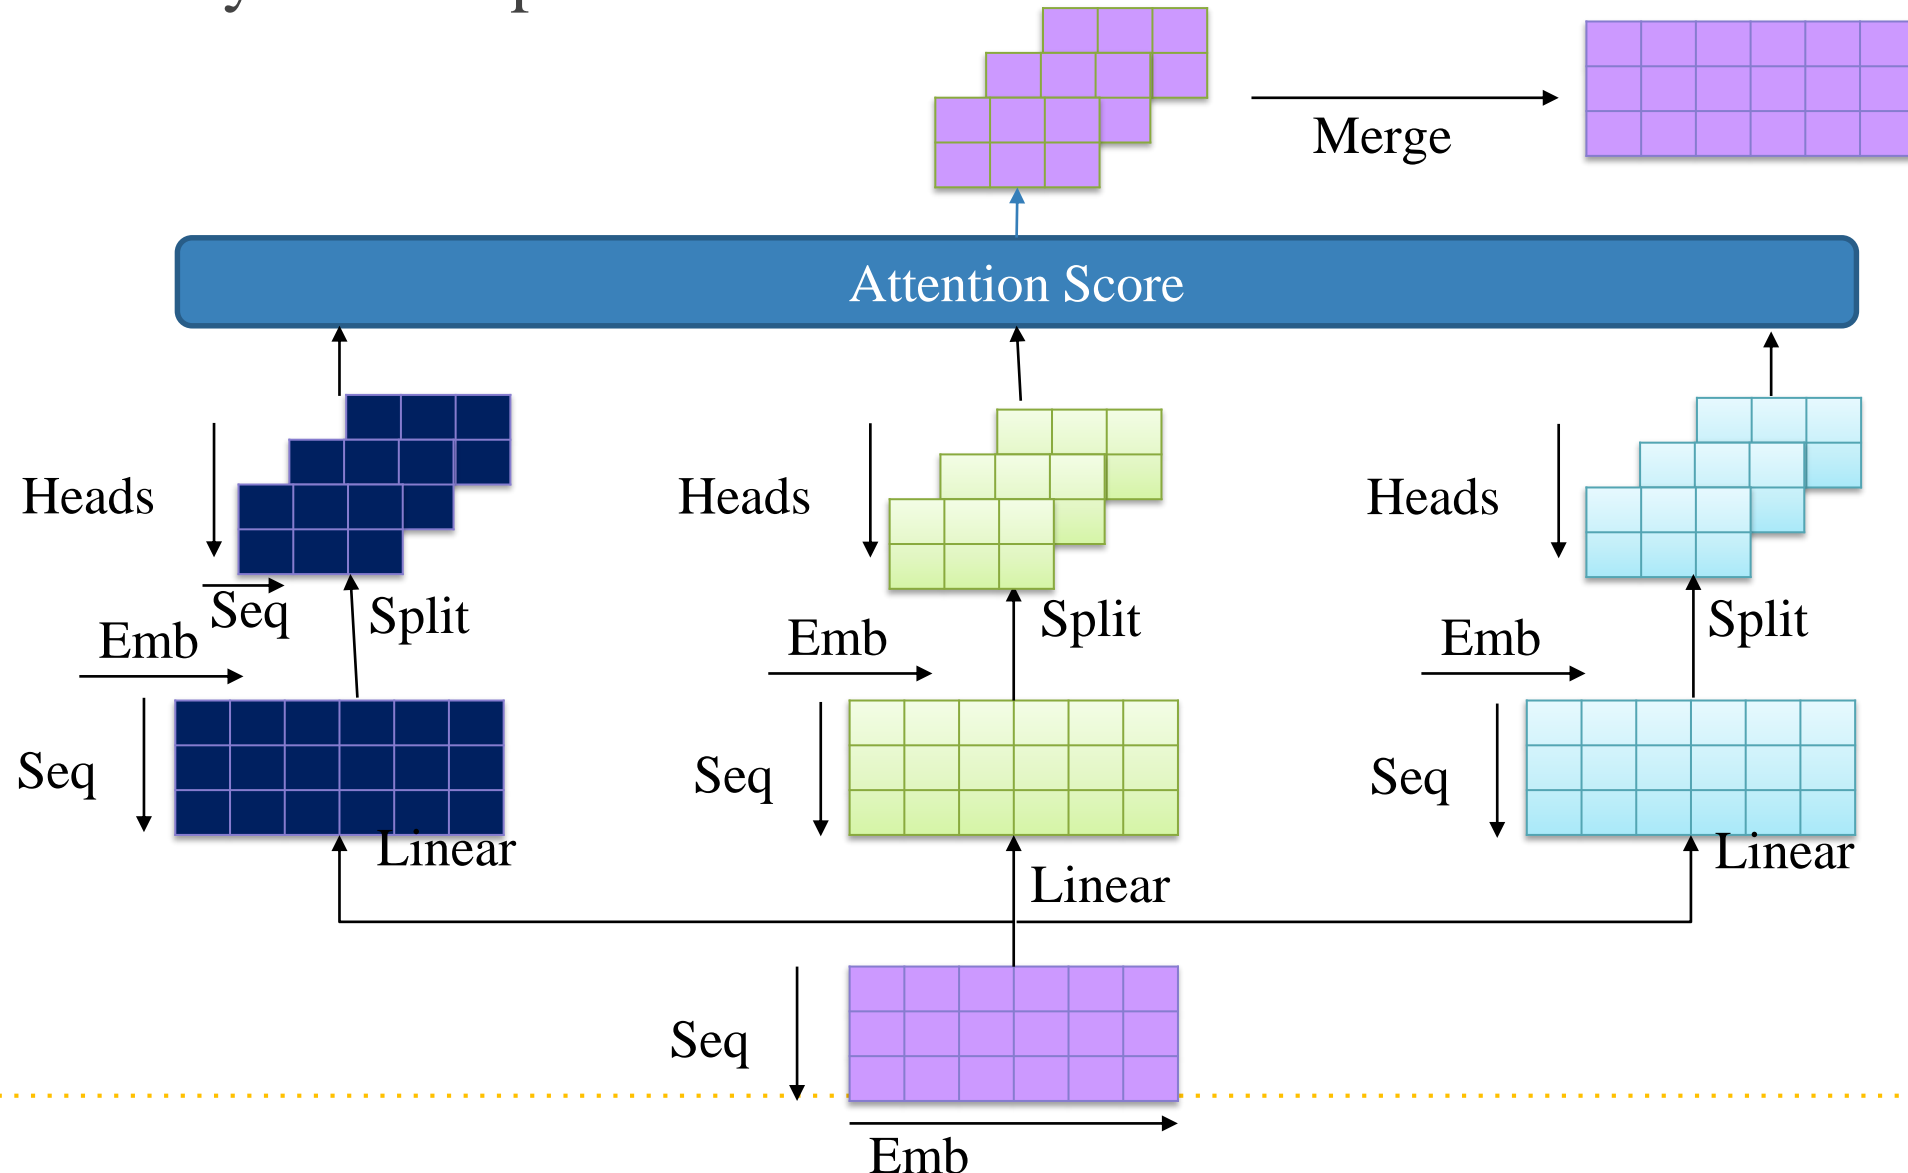 Merge
Attention Score
Heads
Heads
Heads
Seq
Split
Split
Split
Emb
Emb
Emb
Seq
Seq
Seq
Linear
Linear
Linear
Seq
Emb